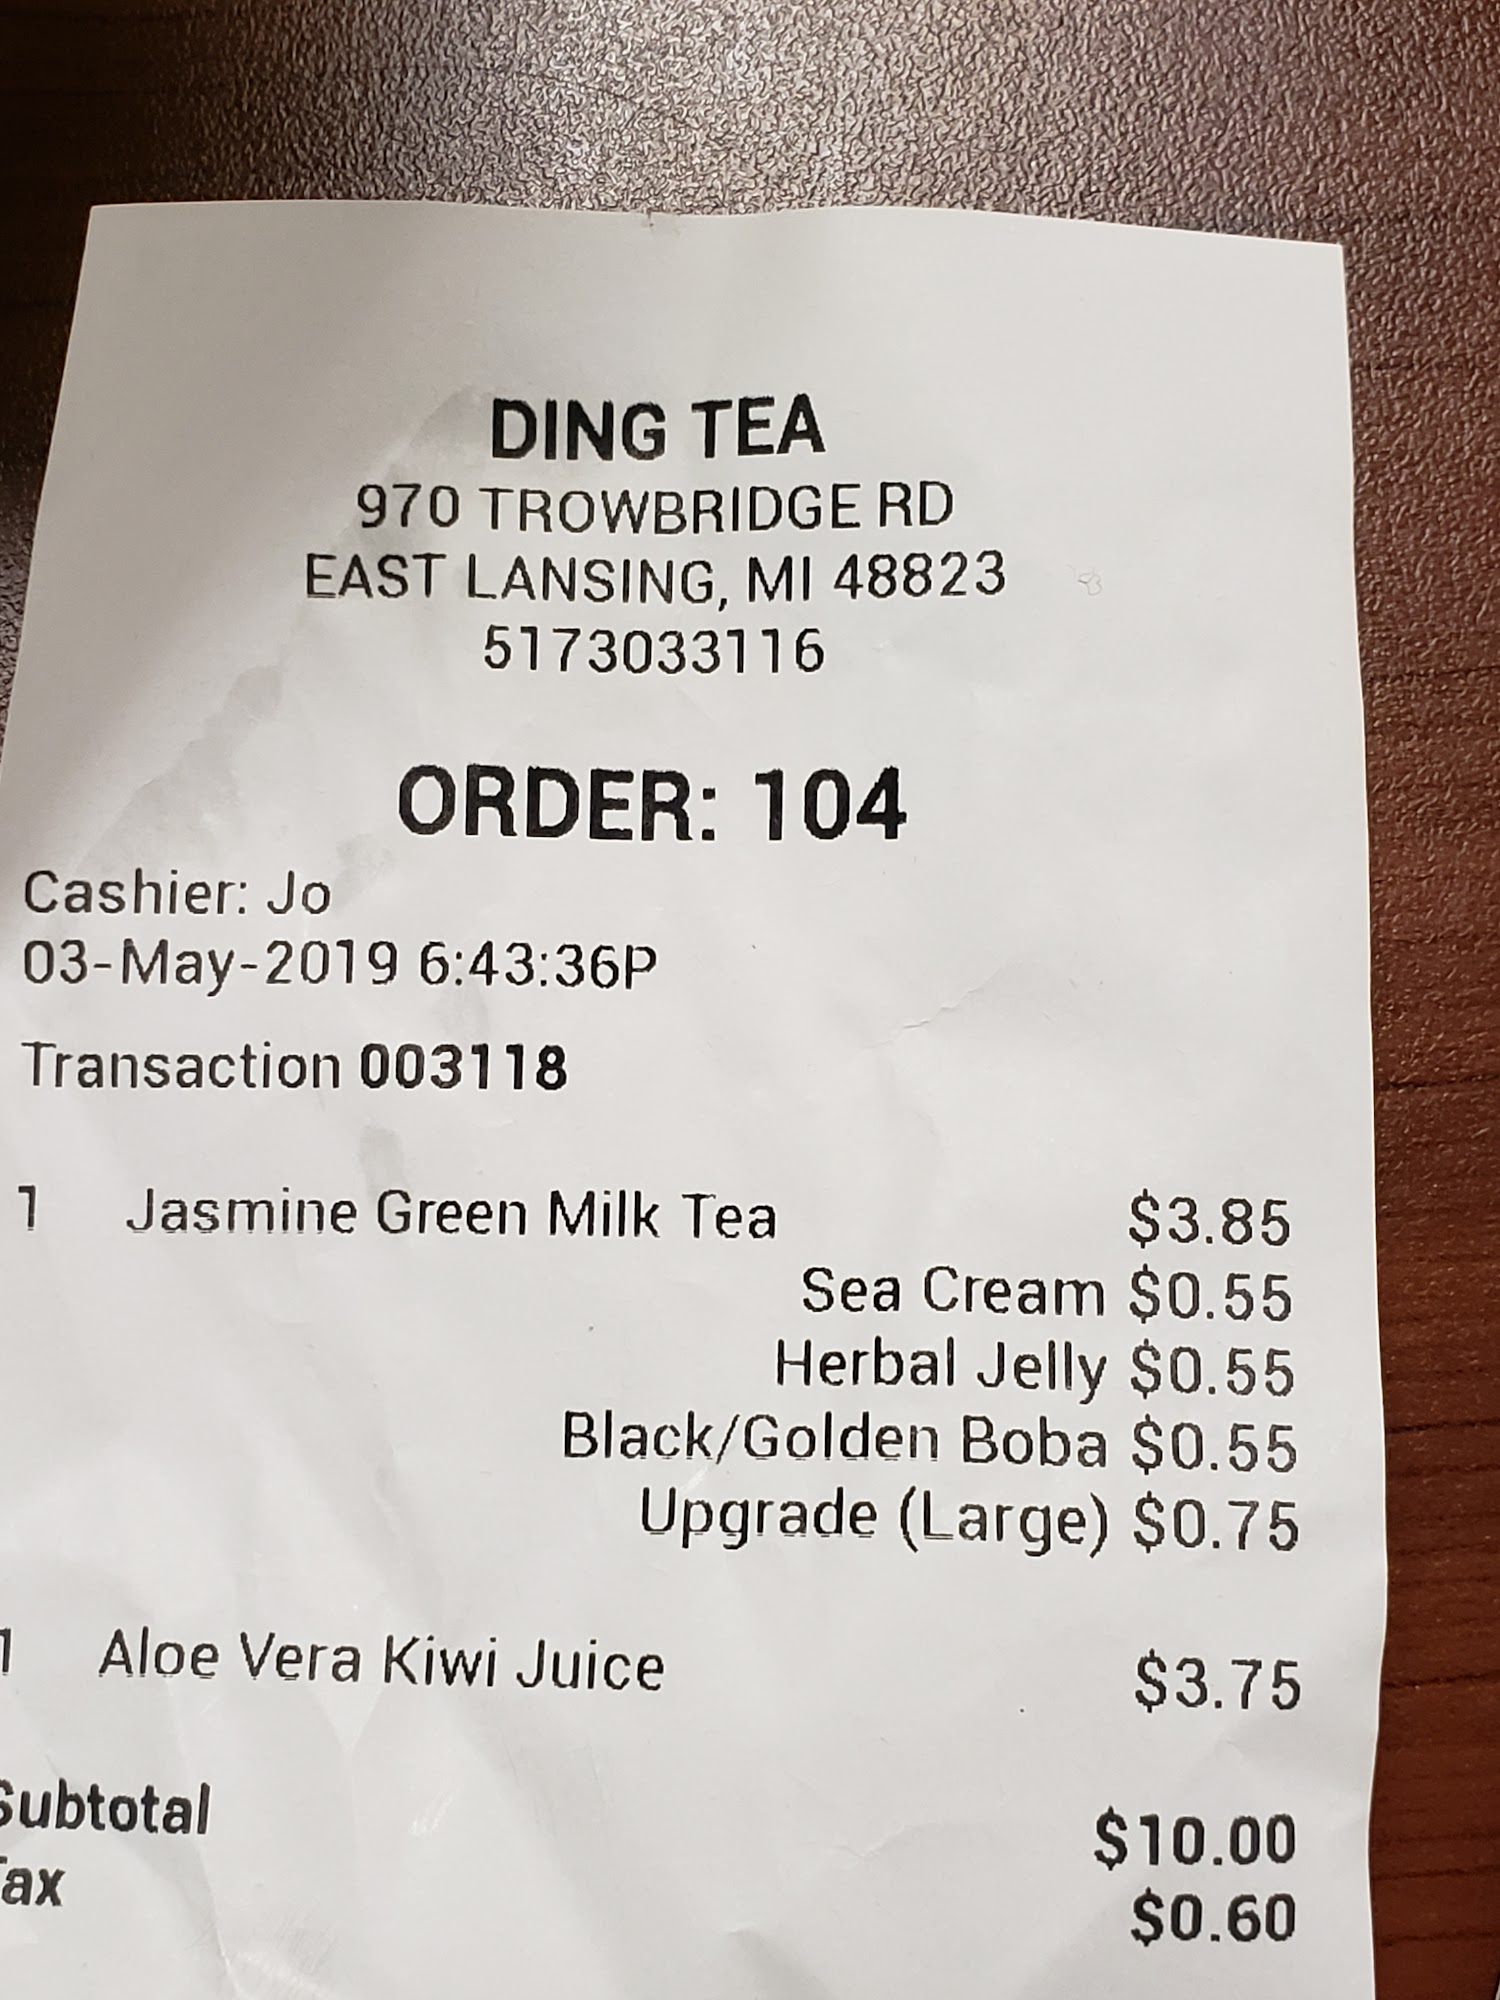 DING TEA
970 TROWBRIDGE RD
EAST LANSING, MI 48823
5173033116
ORDER: 104
Cashier: Jo
03-May-2019 6:43:36P
Transaction 003118
1 Jasmine Green Milk Tea $3.85
Sea Cream $0.55
Herbal Jelly $0.55
Black/Golden Boba $0.55
Upgrade (Large) $0.75
1 Aloe Vera Kiwi Juice $3.75
Subtotal $10.00
Tax $0.60